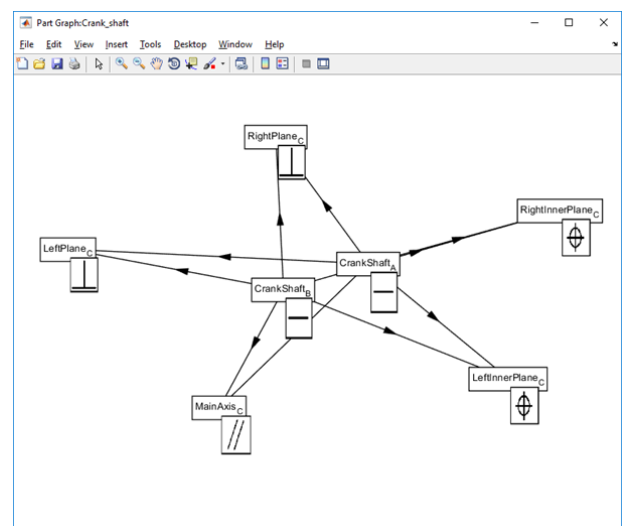 Part Graph:Crank_shaft
File Edit View Insert Tools Desktop Window Help
RightPlaneC
RightInnerPlaneC
LeftPlaneC
CrankShaftA
CrankShaftB
LeftInnerPlaneC
MainAxisC